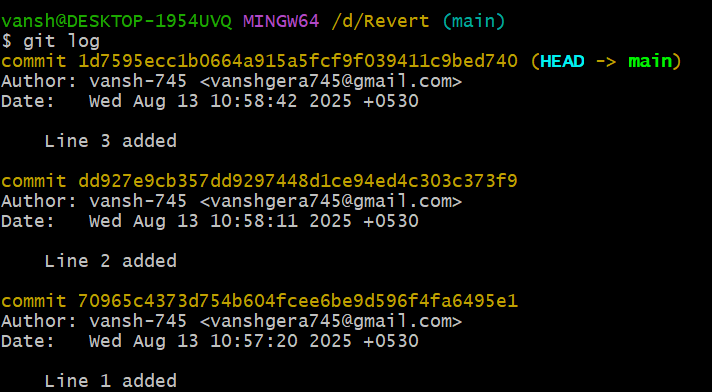 vansh@DESKTOP-1954UVQ MINGW64 /d/Revert (main)
$ git log
commit 1d7595ecc1b0664a915a5fcf9f039411c9bed740 (HEAD -> main)
Author: vansh-745 <vanshgera745@gmail.com>
Date:   Wed Aug 13 10:58:42 2025 +0530
    Line 3 added
commit dd927e9cb357dd9297448d1ce94ed4c303c373f9
Author: vansh-745 <vanshgera745@gmail.com>
Date:   Wed Aug 13 10:58:11 2025 +0530
    Line 2 added
commit 70965c4373d754b604fcee6be9d596f4fa6495e1
Author: vansh-745 <vanshgera745@gmail.com>
Date:   Wed Aug 13 10:57:20 2025 +0530
    Line 1 added